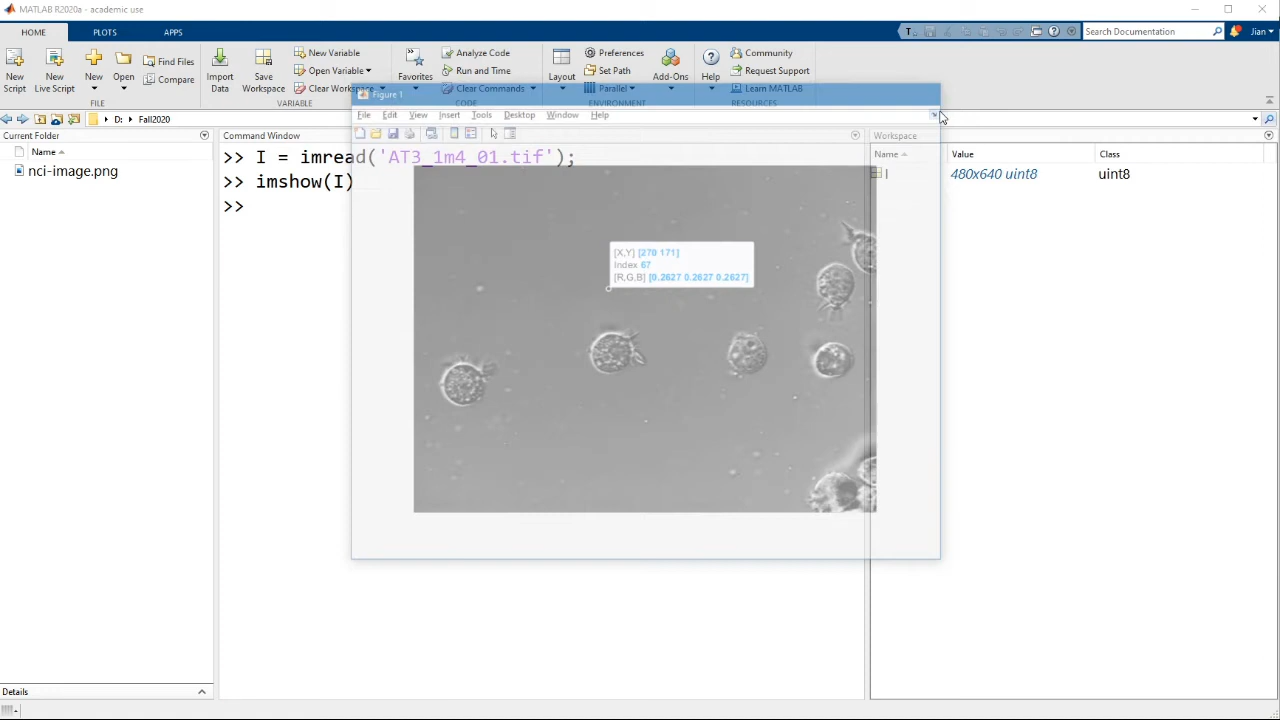 MATLAB R2020a - academic use
HOME PLOTS APPS
Search Documentation
Jian
New Script
New Live Script
New
Open
Find Files
Compare
FILE
Import Data
Save Workspace
New Variable
Open Variable
Clear Workspace
VARIABLE
Favorites
Analyze Code
Run and Time
Clear Commands
CODE
Layout
Preferences
Set Path
Parallel
Add-Ons
ENVIRONMENT
Help
Community
Request Support
Learn MATLAB
RESOURCES
D: Fall2020
Current Folder
Name
nci-image.png
Details
Command Window
>> I = imread('AT3_1m4_01.tif');
>> imshow(I)
>>
Figure 1
File Edit View Insert Tools Desktop Window Help
[X,Y] [270 171]
Index 67
[R,G,B] [0.2627 0.2627 0.2627]
Workspace
Name Value Class
I 480x640 uint8 uint8